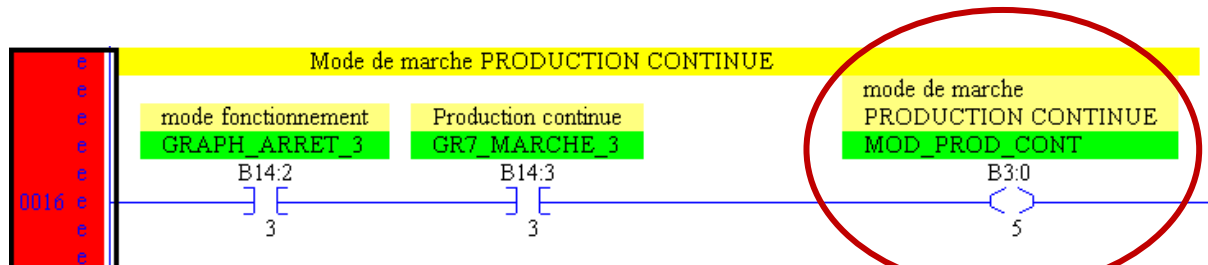 e
Mode de marche PRODUCTION CONTINUE
e
mode de marche
e
mode fonctionnement
Production continue
PRODUCTION CONTINUE
e
GRAPH_ARRET_3
GR7_MARCHE_3
MOD_PROD_CONT
e
B14:2
B14:3
B3:0
0016 e
e
3
3
5
e